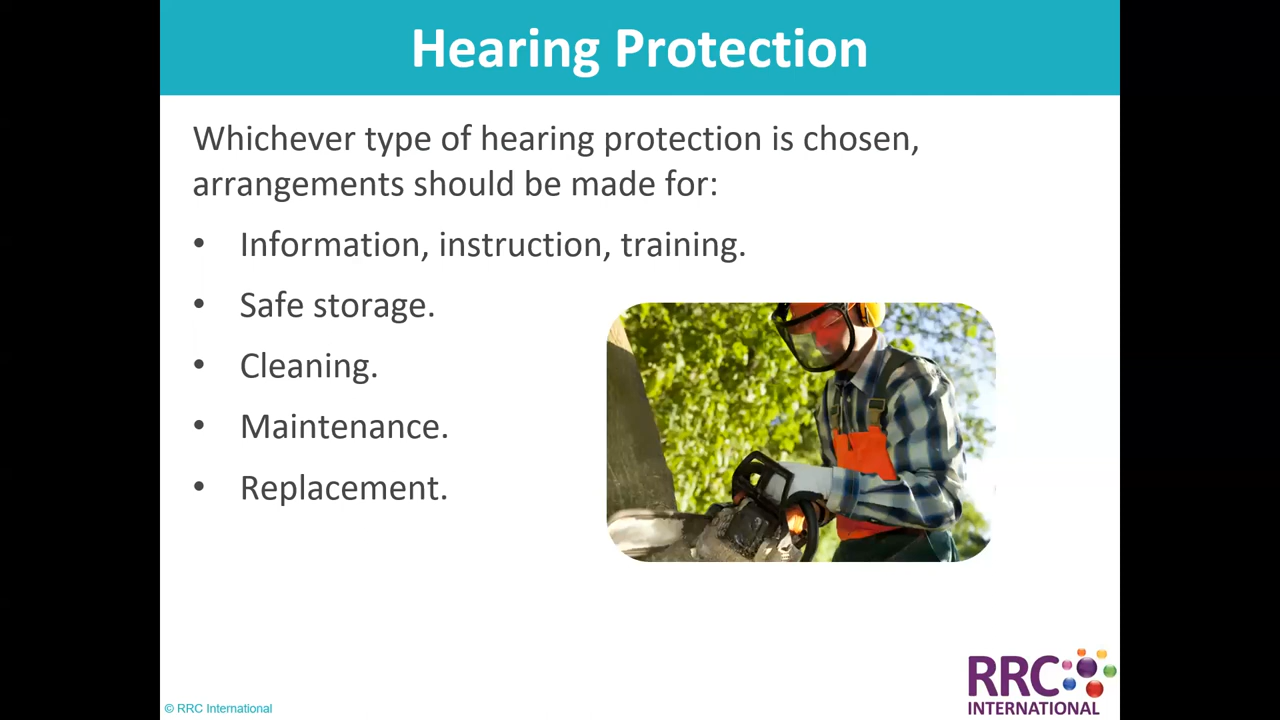 Hearing Protection
Whichever type of hearing protection is chosen,
arrangements should be made for:
• Information, instruction, training.
• Safe storage.
• Cleaning.
• Maintenance.
• Replacement.
© RRC International
RRC
INTERNATIONAL